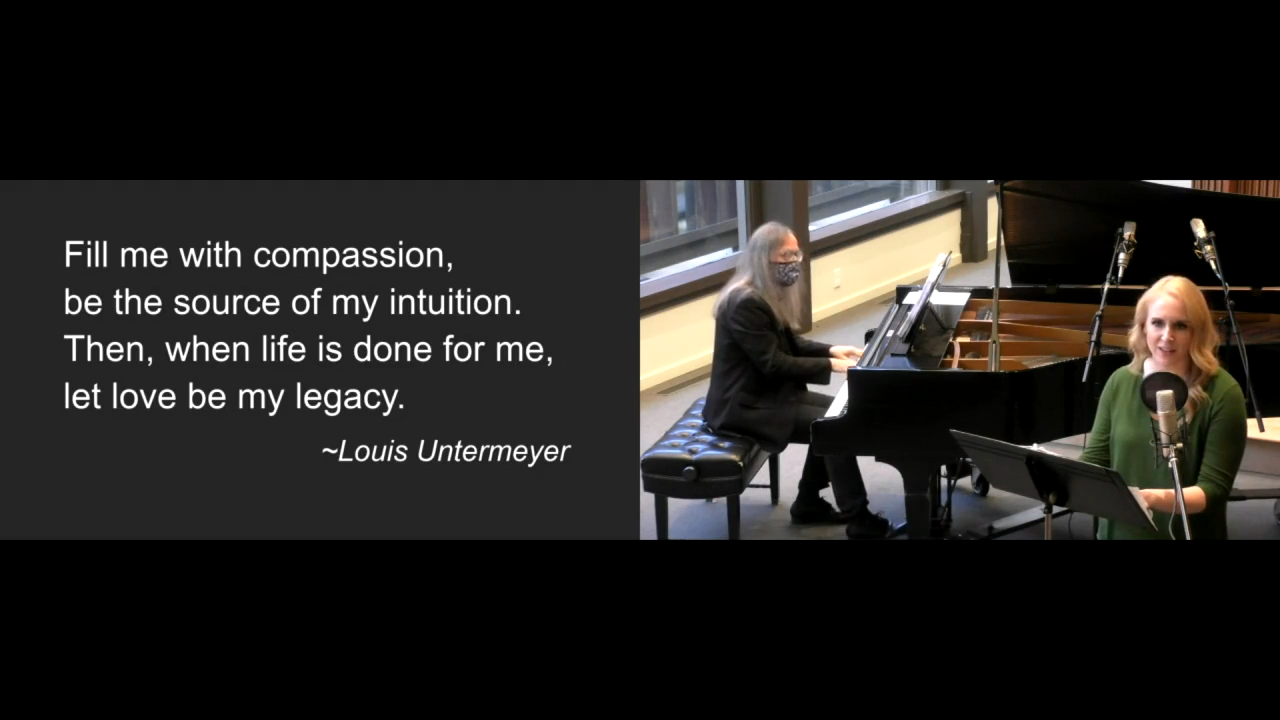 Fill me with compassion,
be the source of my intuition.
Then, when life is done for me,
let love be my legacy.
~Louis Untermeyer